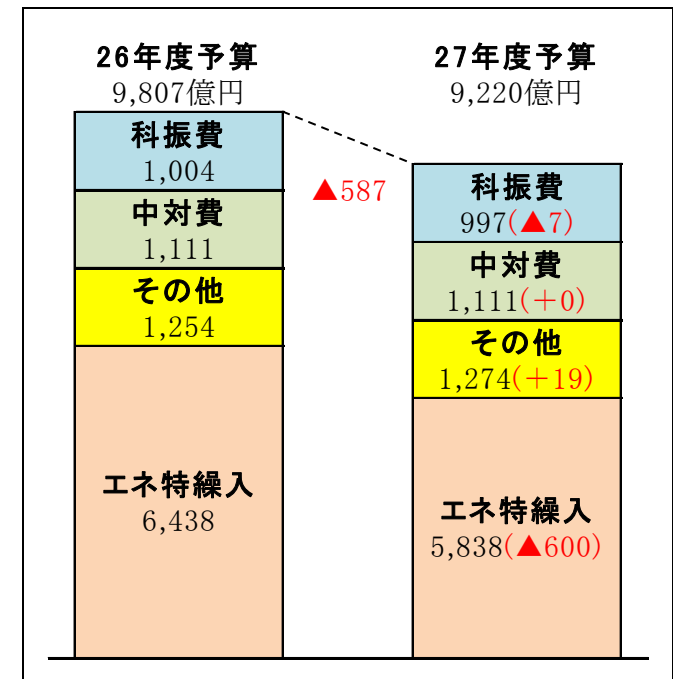 26年度予算
9,807億円
科振費
1,004
中対費
1,111
その他
1,254
エネ特繰入
6,438
▲587
27年度予算
9,220億円
科振費
997(▲7)
中対費
1,111(＋0)
その他
1,274(＋19)
エネ特繰入
5,838(▲600)